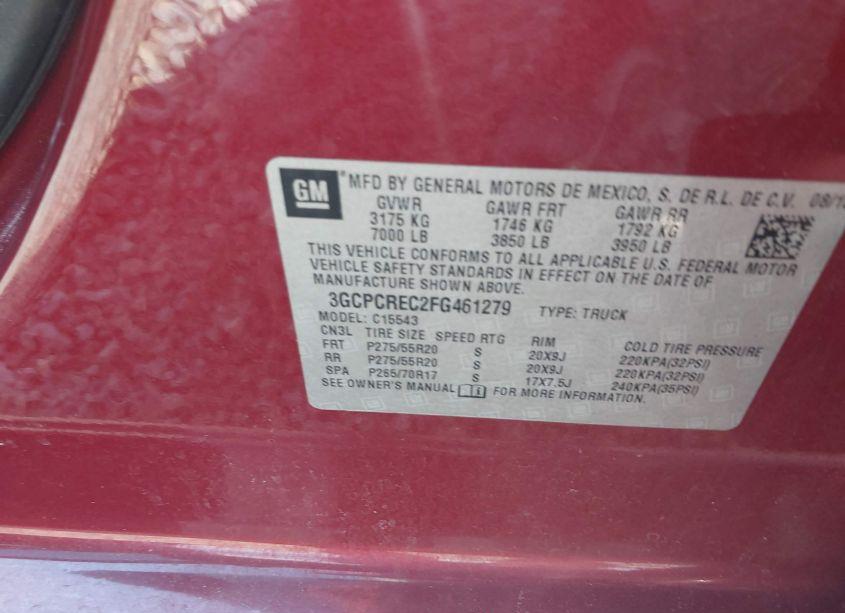 GM
® MFD BY GENERAL MOTORS DE MEXICO, S. DE R.L. DE C.V.
GVWR GAWR FRT GAWR RR
3175 KG 1746 KG 1792 KG
7000 LB 3850 LB 3950 LB
THIS VEHICLE CONFORMS TO ALL APPLICABLE U.S. FEDERAL MOTOR
VEHICLE SAFETY STANDARDS IN EFFECT ON THE DATE OF
MANUFACTURE SHOWN ABOVE.
3GCPCREC2FG461279 TYPE: TRUCK
MODEL: C15543
CN3L TIRE SIZE SPEED RTG RIM COLD TIRE PRESSURE
FRT P275/55R20 S 20X9J 220KPA(32PSI)
RR P275/55R20 S 20X9J 220KPA(32PSI)
SPA P265/70R17 S 17X7.5J 240KPA(35PSI)
SEE OWNER'S MANUAL FOR MORE INFORMATION.